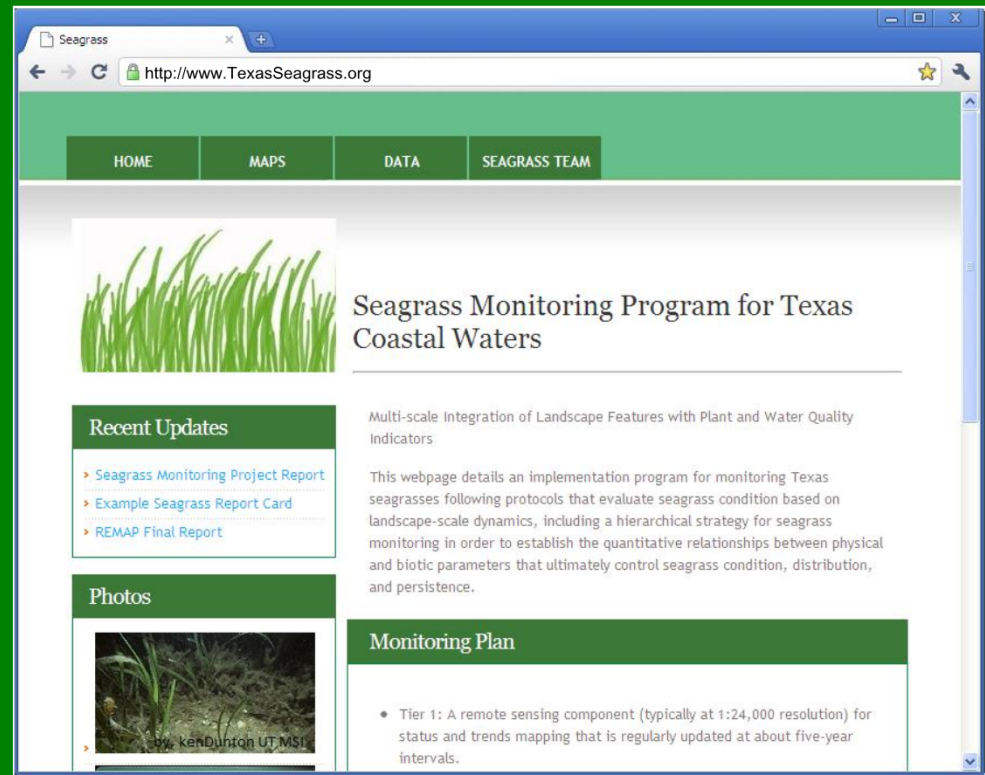 Seagrass
http://www.TexasSeagrass.org
HOME MAPS DATA SEAGRASS TEAM
Seagrass Monitoring Program for Texas
Coastal Waters
Recent Updates
Seagrass Monitoring Project Report
Example Seagrass Report Card
REMAP Final Report
Photos
by, kenDunton UT MSI
Multi-scale Integration of Landscape Features with Plant and Water Quality
Indicators
This webpage details an implementation program for monitoring Texas
seagrasses following protocols that evaluate seagrass condition based on
landscape-scale dynamics, including a hierarchical strategy for seagrass
monitoring in order to establish the quantitative relationships between physical
and biotic parameters that ultimately control seagrass condition, distribution,
and persistence.
Monitoring Plan
Tier 1: A remote sensing component (typically at 1:24,000 resolution) for
status and trends mapping that is regularly updated at about five-year
intervals.